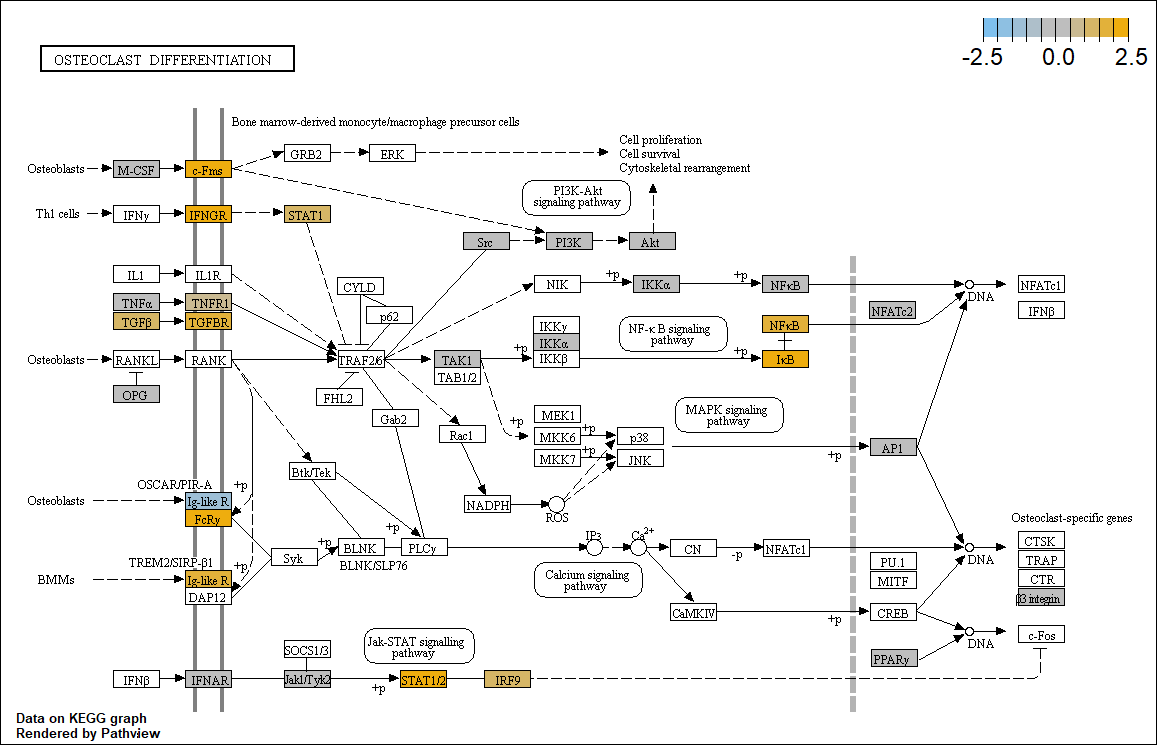 -2.5 0.0 2.5
OSTEOCLAST DIFFERENTIATION
Bone marrow-derived monocyte/macrophage precursor cells
Cell proliferation
Cell survival
Cytoskeletal rearrangement
GRB2 ERK
Osteoblasts M-CSF c-Fms
PI3K-Akt
signaling pathway
Th1 cells IFNγ IFNGR STAT1
Src PI3K Akt
IL1 IL1R
CYLD NIK +p IKKα +p NFκB
DNA NFATc1
TNFα TNFR1
p62
NFATc2 IFNβ
TGFβ TGFBR
IKKγ
IKKα
IKKβ
NF-κ B signaling
pathway
NFκB
IκB
+p +p
Osteoblasts RANKL RANK TRAF2/6 TAK1
TAB1/2
OPG
FHL2
Gab2
Rac1
+p
MEK1
MKK6 +p p38
MKK7 +p JNK
MAPK signaling
pathway
+p AP1
Btk/Tek
OSCAR/PIR-A +p
Osteoblasts Ig-like R
FcRγ
NADPH ROS
+p +p
Syk BLNK PLCγ
BLNK/SLP76
IP3 Ca2+ CN -p NFATc1
DNA
Osteoclast-specific genes
CTSK
TRAP
CTR
β3 integrin
PU.1
MITF
TREM2/SIRP-β1 +p
BMMs Ig-like R
DAP12
Calcium signaling
pathway
CaMKIV +p CREB
DNA c-Fos
PPARγ
SOCS1/3
Jak-STAT signalling
pathway
IFNβ IFNAR Jak1/Tyk2 +p STAT1/2 IRF9
Data on KEGG graph
Rendered by Pathview